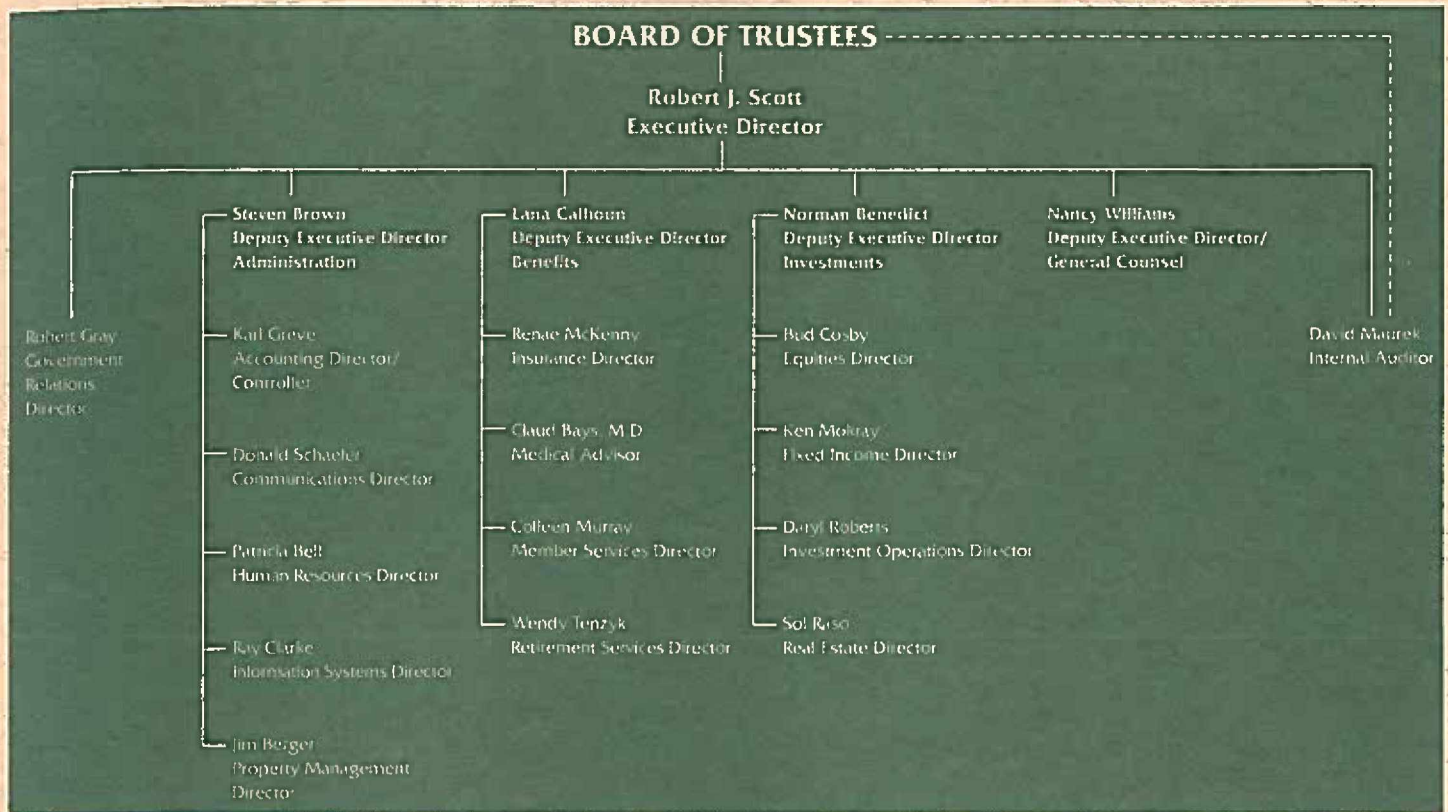 BOARD OF TRUSTEES
Robert J. Scott
Executive Director
Robert Gray
Government
Relations
Director
Steven Brown
Deputy Executive Director
Administration
Karl Greve
Accounting Director/
Controller
Donald Schaefer
Communications Director
Patricia Bell
Human Resources Director
Ray Clarke
Information Systems Director
Jim Berger
Property Management
Director
Lana Calhoun
Deputy Executive Director
Benefits
Renae McKenny
Insurance Director
Claud Bays, M.D.
Medical Advisor
Colleen Murray
Member Services Director
Wendy Tenzyk
Retirement Services Director
Norman Benedict
Deputy Executive Director
Investments
Bud Cosby
Equities Director
Ken
Fixed Income Director
Daryl Roberts
Investment Operations Director
Sol Raso
Real Estate Director
Nancy Williams
Deputy Executive Director/
General Counsel
David Maurek
Internal Auditor